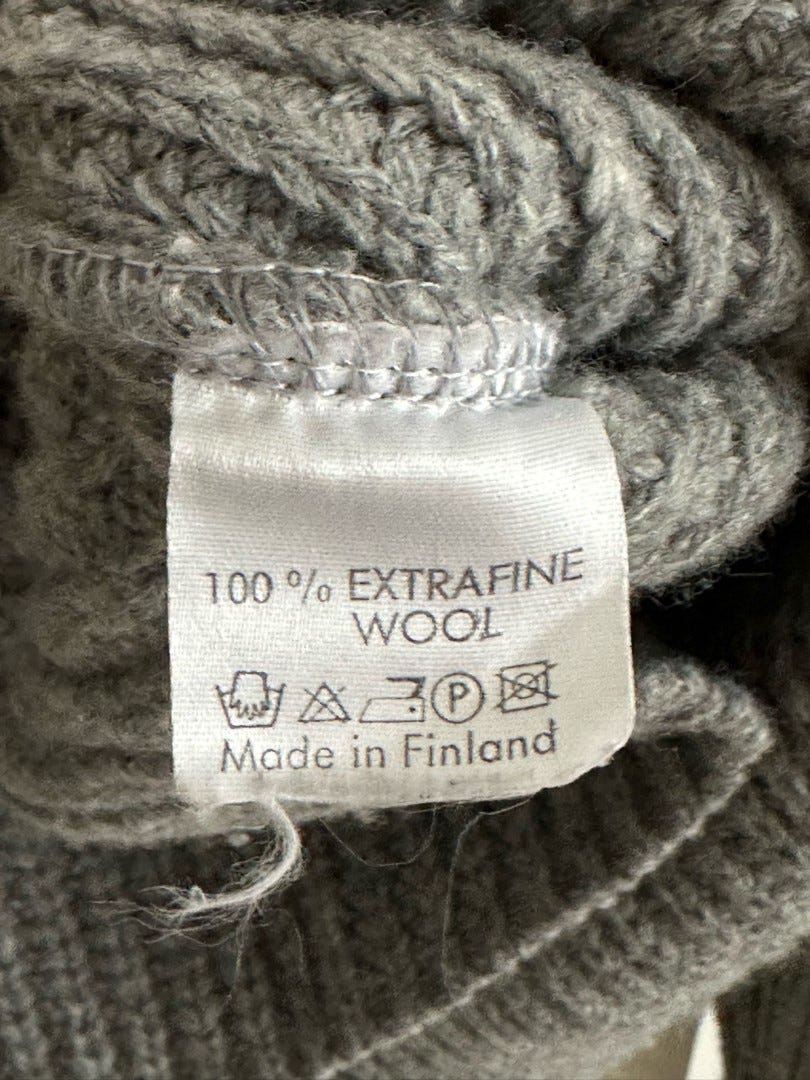 100 % EXTRAFINE
WOOL
P
Made in Finland